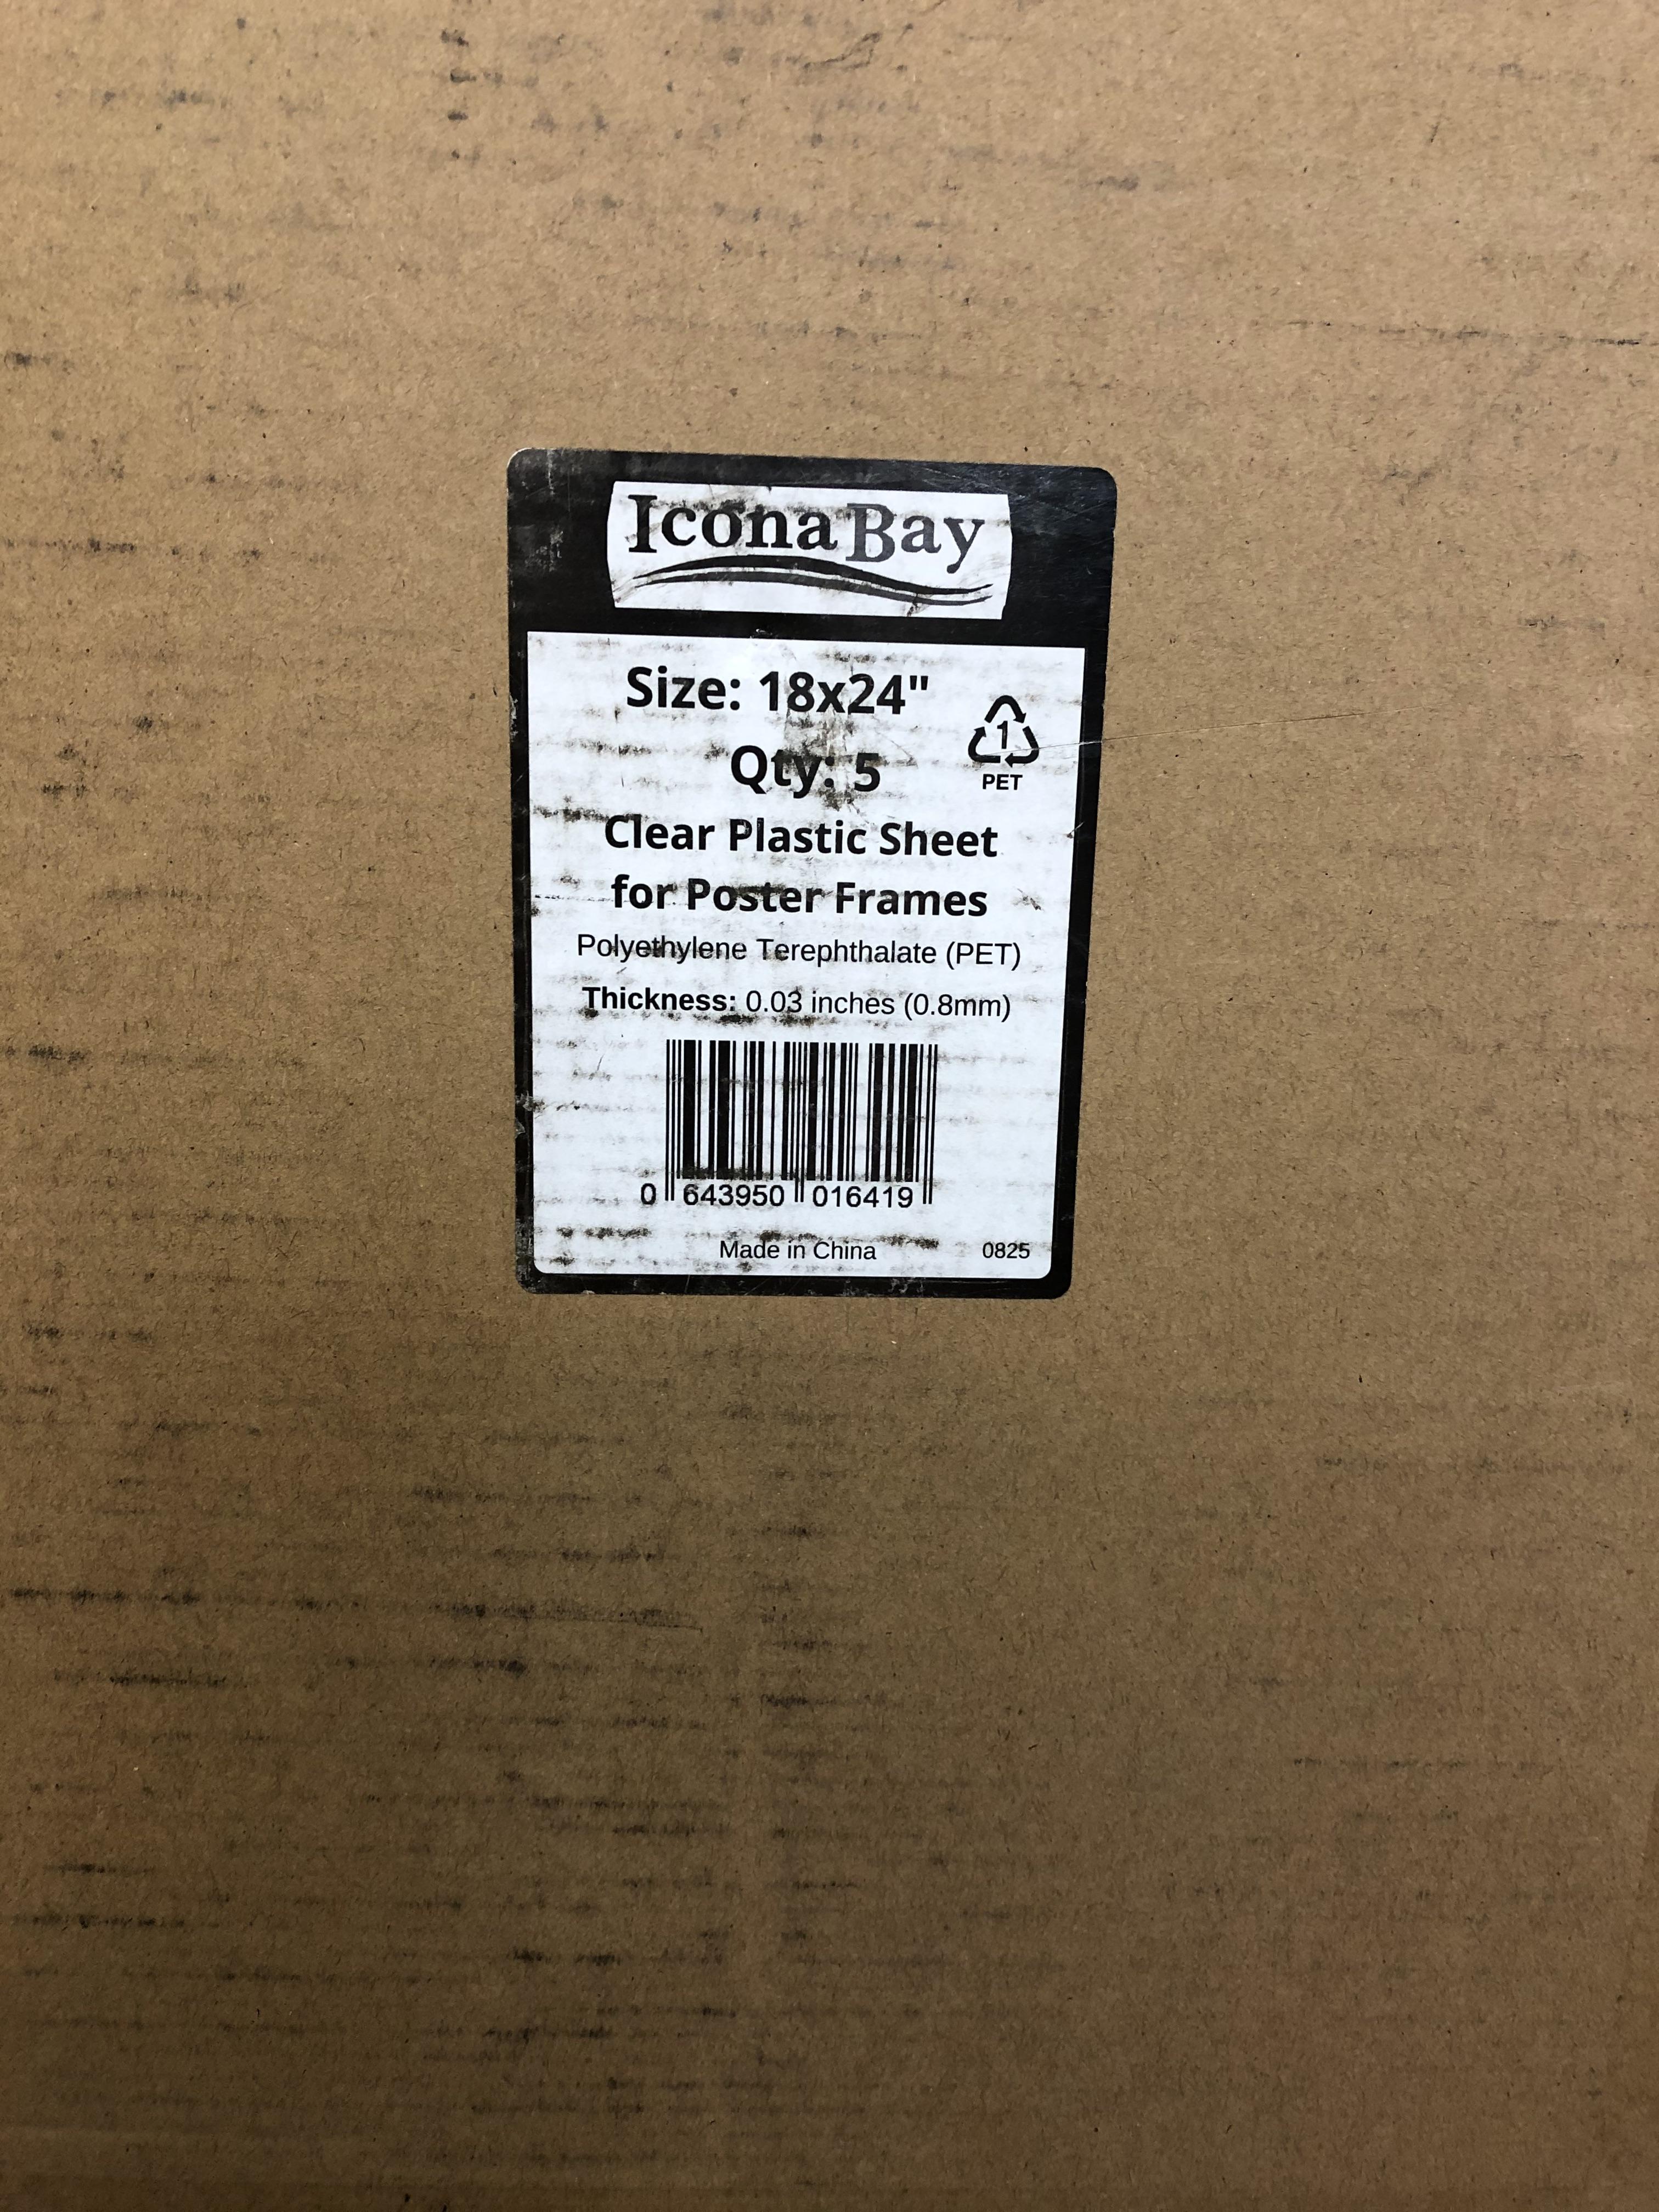 Icona Bay
Size: 18x24"
Qty: 5
1
PET
Clear Plastic Sheet
for Poster Frames
Polyethylene Terephthalate (PET)
Thickness: 0.03 inches (0.8mm)
0 643950 016419
Made in China 0825